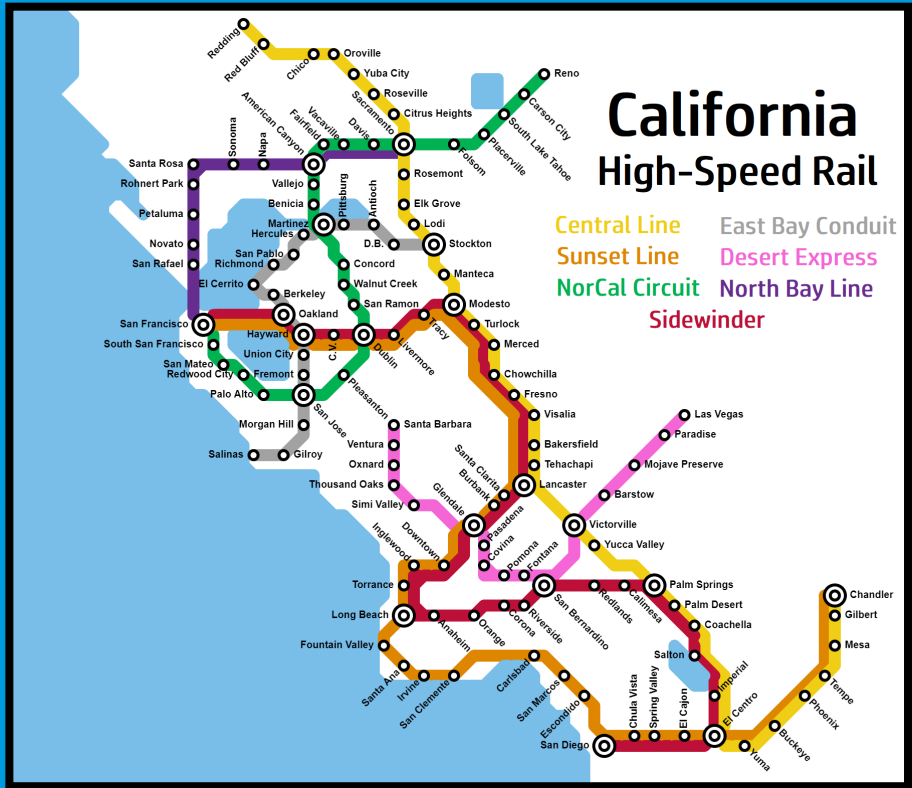 California
High-Speed Rail
Central Line
East Bay Conduit
Sunset Line
Desert Express
NorCal Circuit
North Bay Line
Sidewinder
Redding
Red Bluff
Chico
Oroville
Yuba City
Roseville
Citrus Heights
Sacramento
Reno
Carson City
South Lake Tahoe
Placerville
Folsom
Davis
Vacaville
Fairfield
American Canyon
Napa
Sonoma
Santa Rosa
Rohnert Park
Petaluma
Novato
San Rafael
San Francisco
Vallejo
Benicia
Martinez
Pittsburg
Antioch
D.B.
Stockton
Rosemont
Elk Grove
Lodi
Manteca
Modesto
Hercules
San Pablo
Richmond
El Cerrito
Berkeley
Oakland
Concord
Walnut Creek
San Ramon
Hayward
C.V.
Dublin
Livermore
Tracy
South San Francisco
San Mateo
Redwood City
Palo Alto
Union City
Fremont
San Jose
Pleasanton
Morgan Hill
Gilroy
Salinas
Turlock
Merced
Chowchilla
Fresno
Visalia
Bakersfield
Tehachapi
Lancaster
Santa Clarita
Burbank
Glendale
Pasadena
Covina
Pomona
Fontana
Santa Barbara
Ventura
Oxnard
Thousand Oaks
Simi Valley
Las Vegas
Paradise
Mojave Preserve
Barstow
Victorville
Yucca Valley
Downtown
Inglewood
Torrance
Long Beach
Anaheim
Orange
Corona
Riverside
San Bernardino
Redlands
Calimesa
Palm Springs
Palm Desert
Coachella
Salton
Imperial
El Centro
Fountain Valley
Santa Ana
Irvine
San Clemente
Carlsbad
San Marcos
Escondido
San Diego
Chula Vista
Spring Valley
El Cajon
Yuma
Buckeye
Phoenix
Tempe
Mesa
Gilbert
Chandler